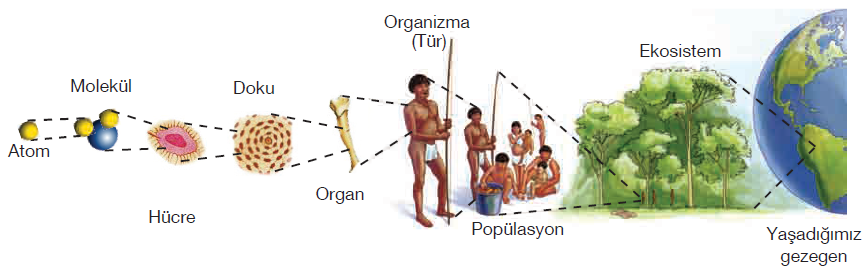 Atom
Molekül
Hücre
Doku
Organ
Organizma
(Tür)
Popülasyon
Ekosistem
Yaşadığımız
gezegen